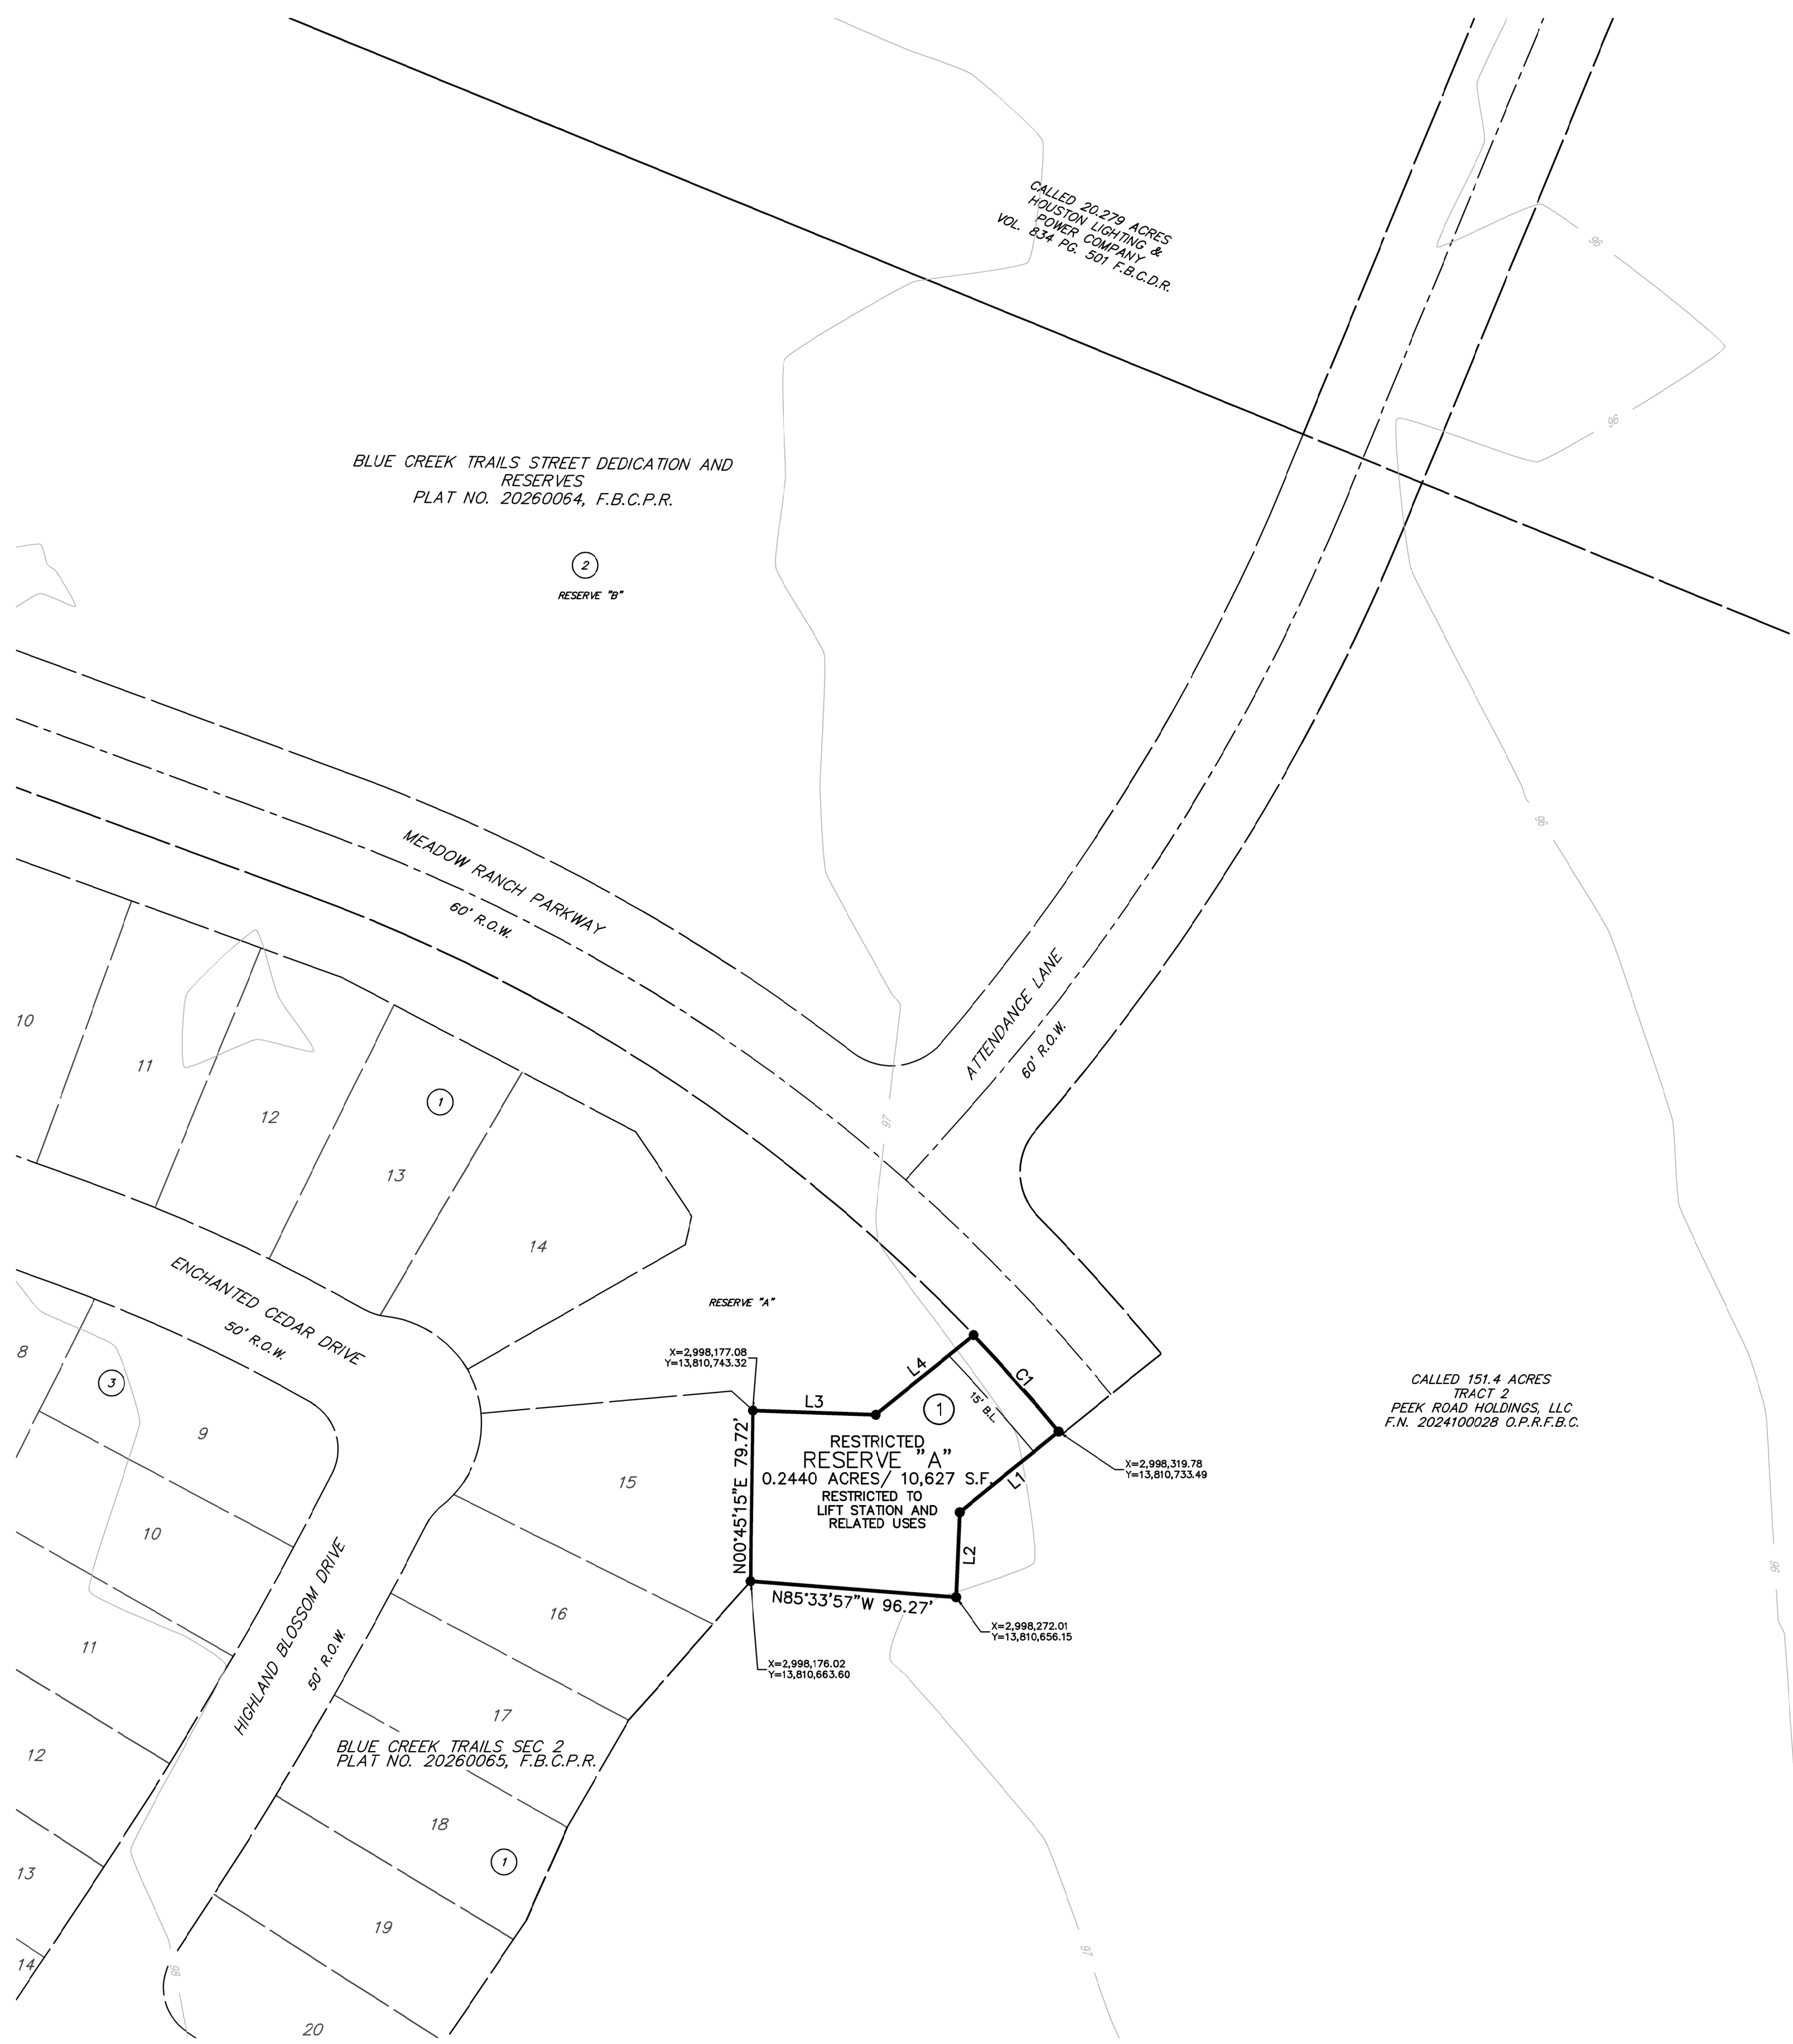 CALLED 20.279 ACRES
HOUSTON LIGHTING &
POWER COMPANY
VOL. 834 PG. 501 F.B.C.D.R.
96
96
BLUE CREEK TRAILS STREET DEDICATION AND
RESERVES
PLAT NO. 20260064, F.B.C.P.R.
2
RESERVE "B"
96
MEADOW RANCH PARKWAY
60' R.O.W.
ATTENDANCE LANE
60' R.O.W.
97
10
11
12
1
13
14
ENCHANTED CEDAR DRIVE
50' R.O.W.
RESERVE "A"
X=2,998,177.08
Y=13,810,743.32
L4
C1
L3
1
15' B.L.
RESTRICTED
RESERVE "A"
0.2440 ACRES/ 10,627 S.F.
RESTRICTED TO
LIFT STATION AND
RELATED USES
N00°45'15"E 79.72'
L1
L2
X=2,998,319.78
Y=13,810,733.49
N85°33'57"W 96.27'
X=2,998,272.01
Y=13,810,656.15
X=2,998,176.02
Y=13,810,663.60
CALLED 151.4 ACRES
TRACT 2
PEEK ROAD HOLDINGS, LLC
F.N. 2024100028 O.P.R.F.B.C.
96
8
3
9
10
11
12
13
14
15
16
17
HIGHLAND BLOSSOM DRIVE
50' R.O.W.
BLUE CREEK TRAILS SEC 2
PLAT NO. 20260065, F.B.C.P.R.
18
1
19
20
98
97